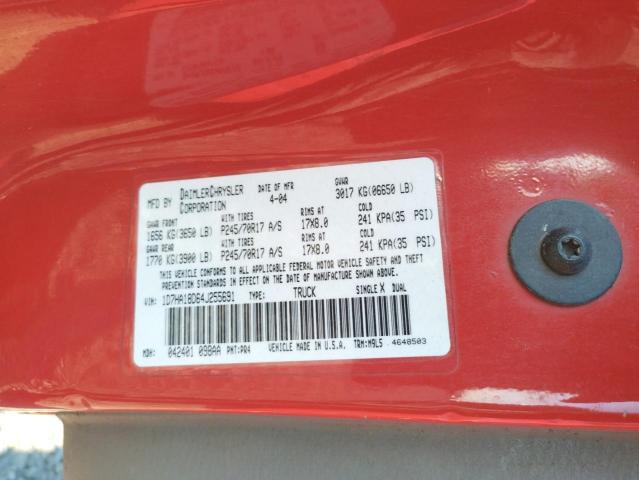 MFD BY DAIMLERCHRYSLER CORPORATION DATE OF MFR 4-04 GVWR 3017 KG(06650 LB)
GAWR FRONT WITH TIRES RIMS AT COLD
1656 KG(3650 LB) P245/70R17 A/S 17X8.0 241 KPA(35 PSI)
GAWR REAR WITH TIRES RIMS AT COLD
1770 KG(3900 LB) P245/70R17 A/S 17X8.0 241 KPA(35 PSI)
THIS VEHICLE CONFORMS TO ALL APPLICABLE FEDERAL MOTOR VEHICLE SAFETY AND THEFT
PREVENTION STANDARDS IN EFFECT ON THE DATE OF MANUFACTURE SHOWN ABOVE.
VIN: 1D7HA18D64J255691 TYPE: TRUCK SINGLE X DUAL
MDH: 042401 098AA PNT:PR4 VEHICLE MADE IN U.S.A. TRM:M9L5 4648503